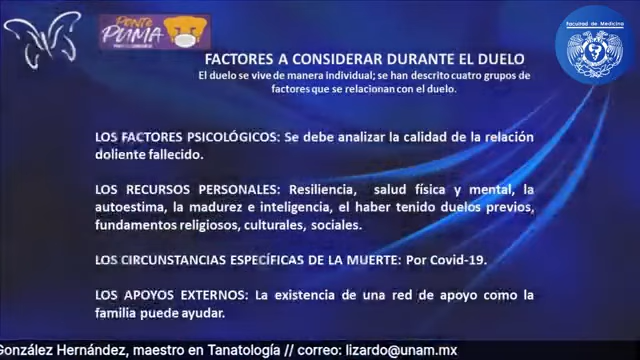 PONTE
PUMA
Facultad de Medicina
FACTORES A CONSIDERAR DURANTE EL DUELO
El duelo se vive de manera individual; se han descrito cuatro grupos de
factores que se relacionan con el duelo.
LOS FACTORES PSICOLÓGICOS: Se debe analizar la calidad de la relación
doliente fallecido.
LOS RECURSOS PERSONALES: Resiliencia, salud física y mental, la
autoestima, la madurez e inteligencia, el haber tenido duelos previos,
fundamentos religiosos, culturales, sociales.
LOS CIRCUNSTANCIAS ESPECÍFICAS DE LA MUERTE: Por Covid-19.
LOS APOYOS EXTERNOS: La existencia de una red de apoyo como la
familia puede ayudar.
González Hernández, maestro en Tanatología // correo: lizardo@unam.mx